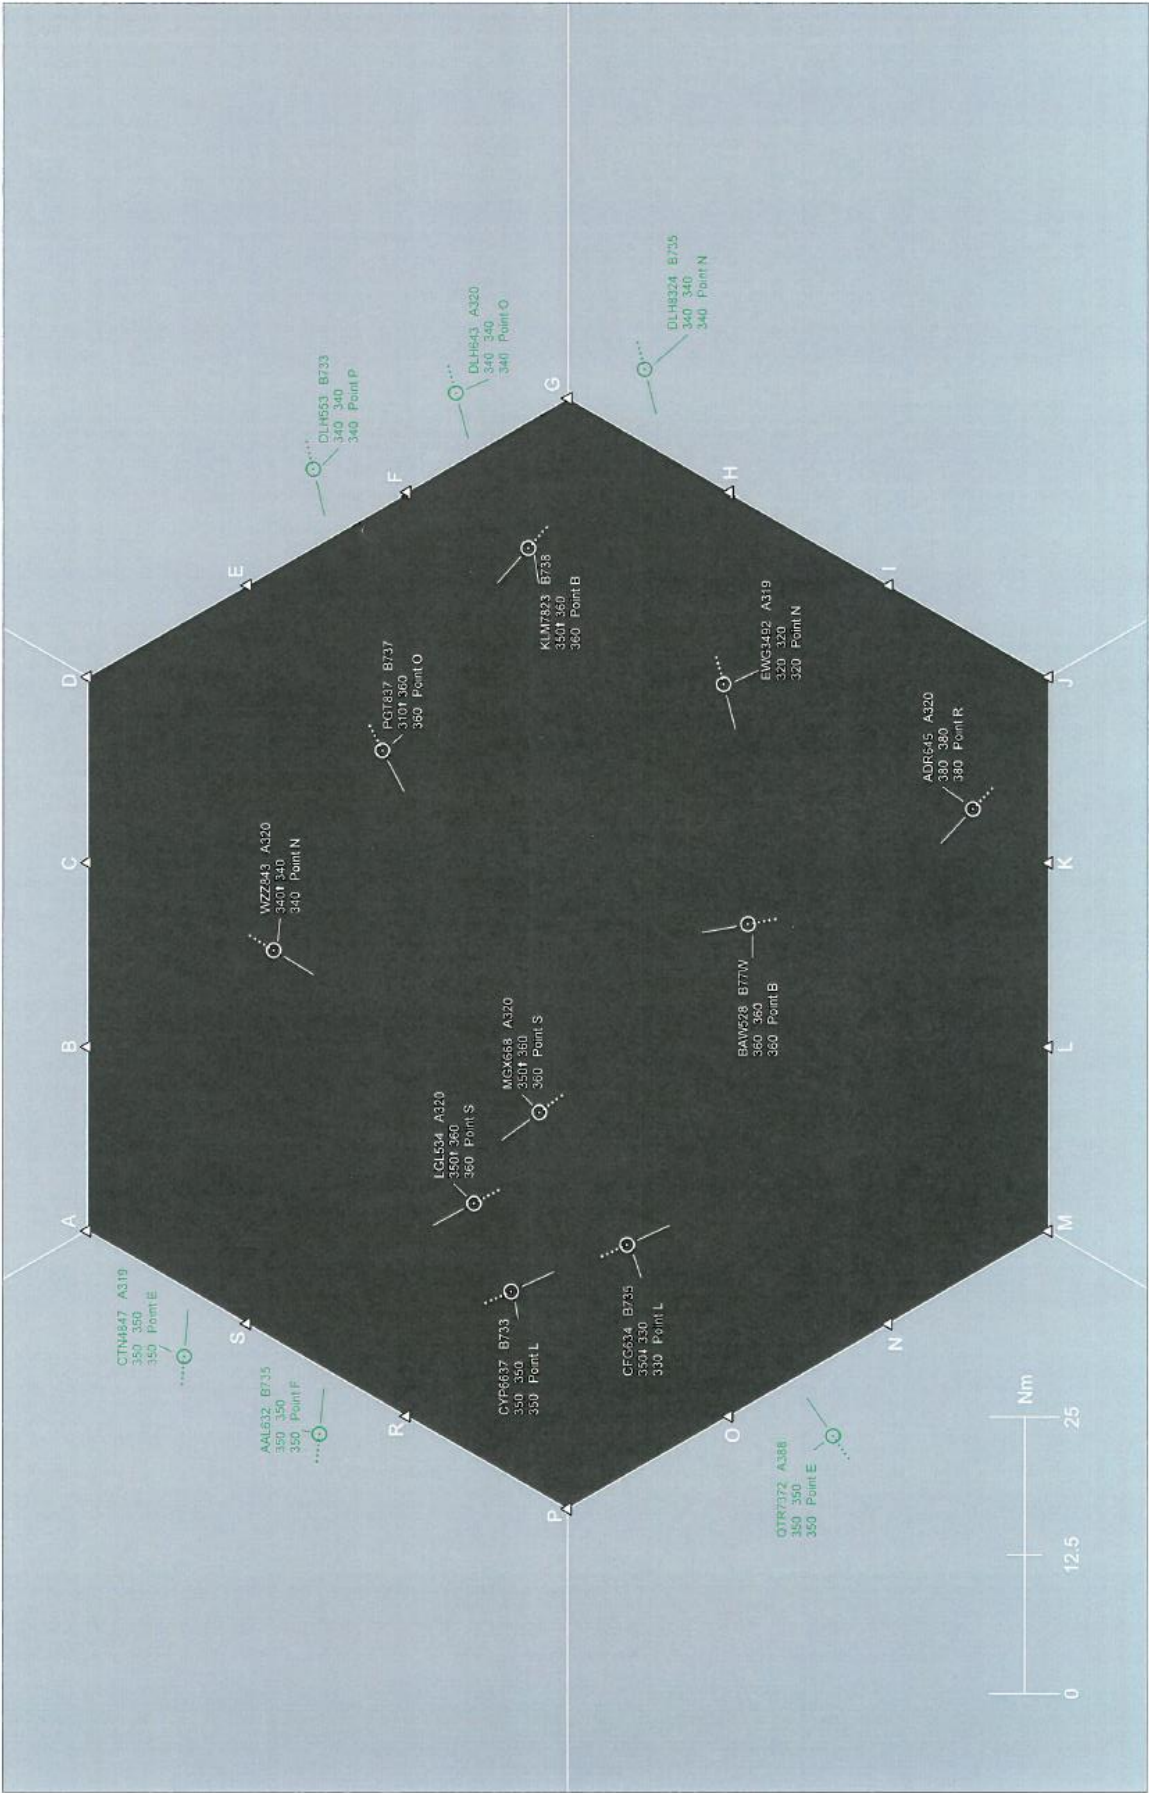 A
B
C
D
E
F
G
H
I
J
K
L
M
N
O
P
R
S
CTN4847 A319
350 350
350 Point E
AAL632 B735
350 350
350 Point F
DLH553 B733
340 340
340 Point P
DLH643 A320
340 340
340 Point O
DLH8324 B735
340 340
340 Point N
WZZ843 A320
340⬆ 340
340 Point N
PGT837 B737
310⬆ 360
360 Point O
KLM7823 B738
350⬆ 360
360 Point B
LGL534 A320
350⬆ 360
360 Point S
MGX668 A320
350⬆ 360
360 Point S
CYP6637 B733
350 350
350 Point L
CFG634 B735
350⬇ 330
330 Point L
EWG3492 A319
320 320
320 Point N
BAW528 B77W
360 360
360 Point B
ADR645 A320
380 380
380 Point R
QTR7372 A388
350 350
350 Point E
0 12.5 25
Nm